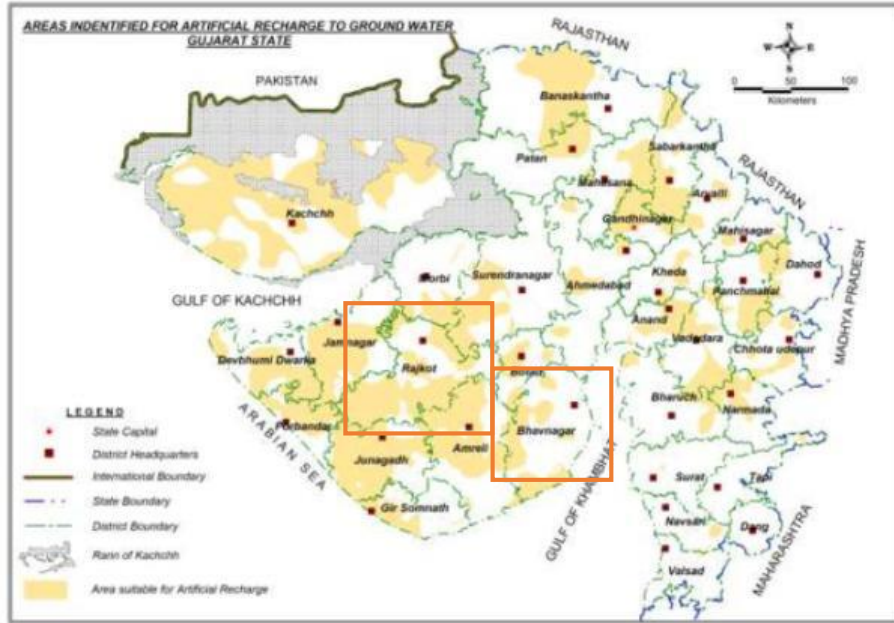 AREAS INDENTIFIED FOR ARTIFICIAL RECHARGE TO GROUND WATER
GUJARAT STATE
RAJASTHAN
N
W E
S
0 50 100
Kilometers
PAKISTAN
Banaskantha
Patan
Sabarkantha
Mahesana
Arvalli
RAJASTHAN
Kachchh
Gandhinagar
Mahisagar
Dahod
Morbi
Surendranagar
Ahmedabad
Kheda
Panchmahal
MADHYA PRADESH
GULF OF KACHCHH
Anand
Jamnagar
Vadodara
Chhota udepur
Devbhumi Dwarka
Rajkot
Botad
Bharuch
Narmada
ARABIAN SEA
Porbandar
Bhavnagar
Amreli
Junagadh
GULF OF KHAMBHAT
Surat
Tapi
Gir Somnath
Navsari
Dang
MAHARASHTRA
Valsad
LEGEND
State Capital
District Headquarters
International Boundary
State Boundary
District Boundary
Rann of Kachchh
Area suitable for Artificial Recharge